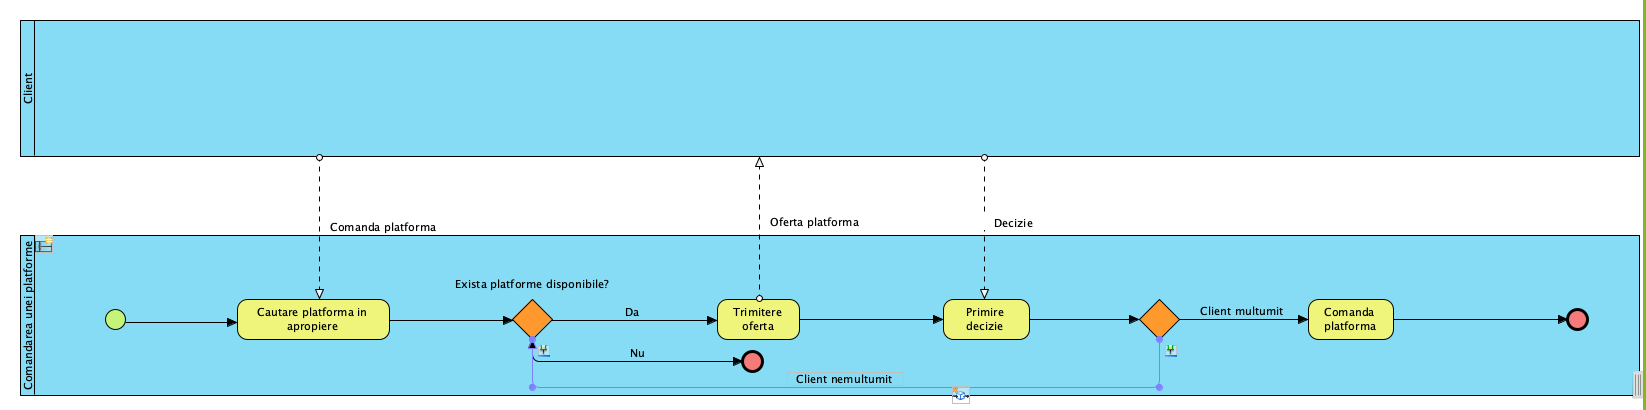 Client
Comanda platforma
Oferta platforma
Decizie
Comandarea unei platforme
Exista platforme disponibile?
Cautare platforma in
apropiere
Da
Trimitere
oferta
Primire
decizie
Client multumit
Comanda
platforma
Nu
Client nemultumit